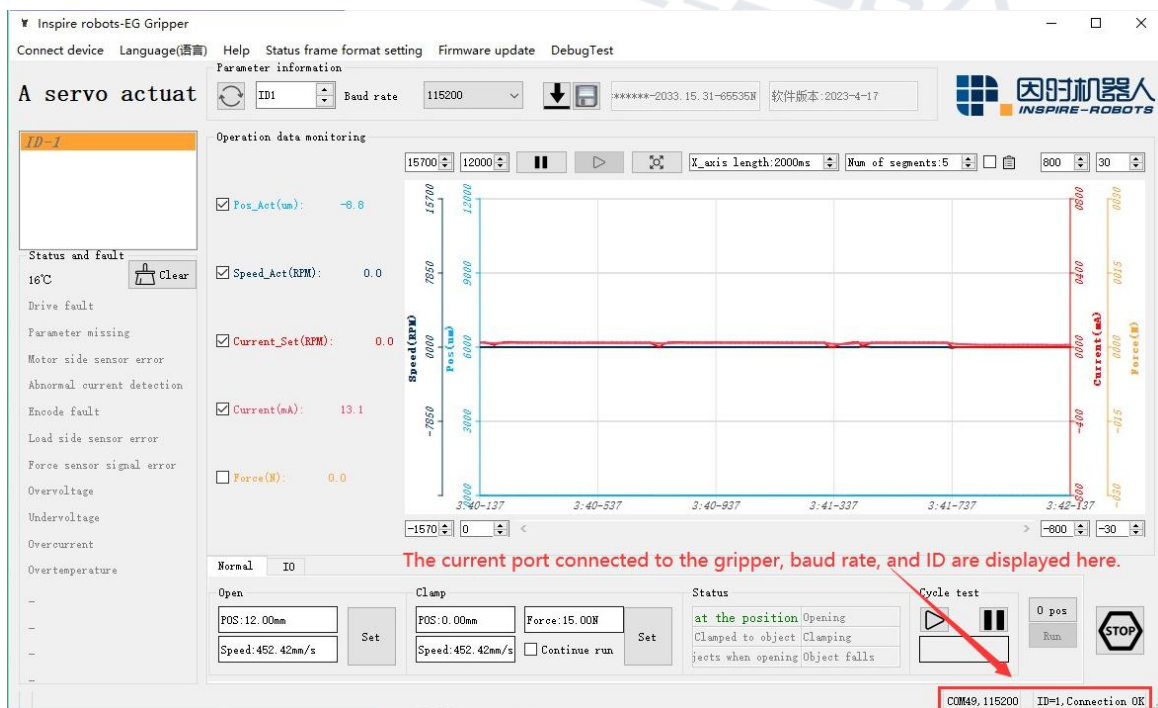 Inspire robots-EG Gripper
Connect device Language(语言) Help Status frame format setting Firmware update DebugTest
Parameter information
A servo actuat
ID1 Baud rate 115200
******-2033.15.31-65535N 软件版本:2023-4-17
因时机器人
INSPIRE-ROBOTS
ID-1
Operation data monitoring
15700 12000 X_axis length:2000ms Num of segments:5 800 30
Pos_Act(um): -8.8
Speed_Act(RPM): 0.0
Current_Set(RPM): 0.0
Current(mA): 13.1
Force(N): 0.0
Status and fault
16℃ Clear
Drive fault
Parameter missing
Motor side sensor error
Abnormal current detection
Encode fault
Load side sensor error
Force sensor signal error
Overvoltage
Undervoltage
Overcurrent
Overtemperature
Speed(RPM)
15700
7850
0000
-7850
Pos(um)
12000
9000
6000
3000
Current(mA)
0800
0400
0000
-400
-800
Force(N)
0030
0015
0000
-015
-030
3:40-137 3:40-537 3:40-937 3:41-337 3:41-737 3:42-137
-1570 0 < > -800 -30
The current port connected to the gripper, baud rate, and ID are displayed here.
Normal IO
Open
POS:12.00mm
Speed:452.42mm/s
Set
Clamp
POS:0.00mm Force:15.00N
Speed:452.42mm/s Continue run
Set
Status
at the position Opening
Clamped to object Clamping
jects when opening Object falls
Cycle test
0 pos
Run
STOP
COM49,115200 ID=1,Connection OK